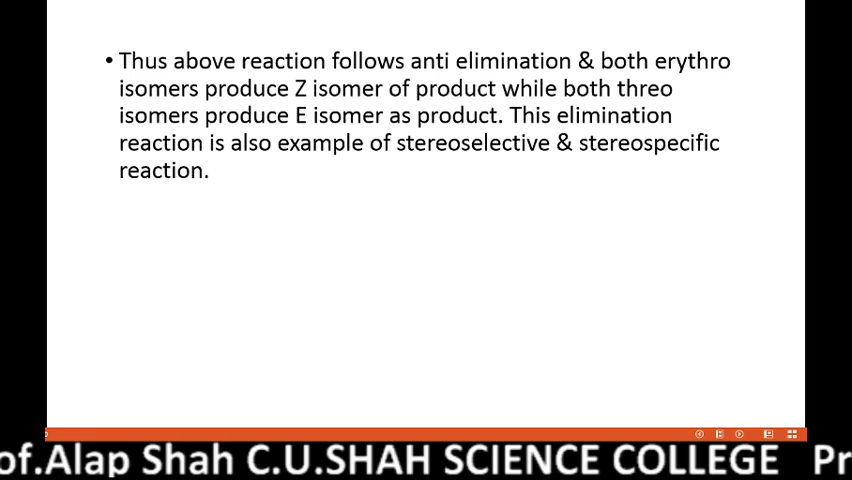 • Thus above reaction follows anti elimination & both erythro
isomers produce Z isomer of product while both threo
isomers produce E isomer as product. This elimination
reaction is also example of stereoselective & stereospecific
reaction.
of.Alap Shah C.U.SHAH SCIENCE COLLEGE Pr